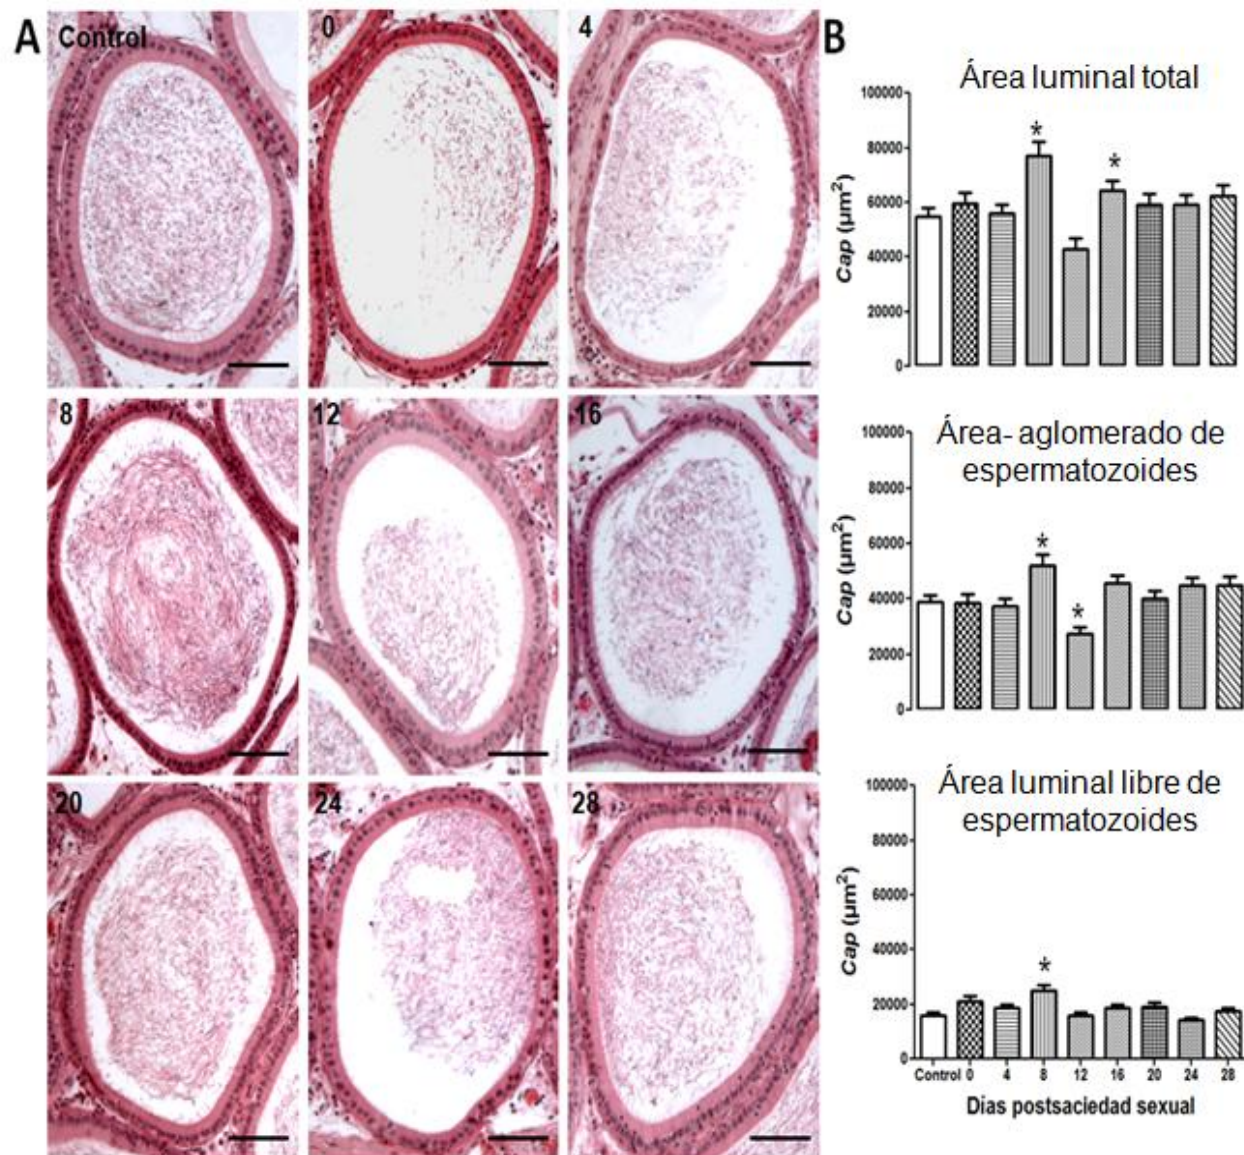 A
Control
0
4
8
12
16
20
24
28
B
Área luminal total
100000
80000
60000
40000
20000
0
Cap (µm²)
*
*
Área- aglomerado de
espermatozoides
100000
80000
60000
40000
20000
0
Cap (µm²)
*
*
Área luminal libre de
espermatozoides
100000
80000
60000
40000
20000
0
Cap (µm²)
*
Control 0 4 8 12 16 20 24 28
Dias postsaciedad sexual